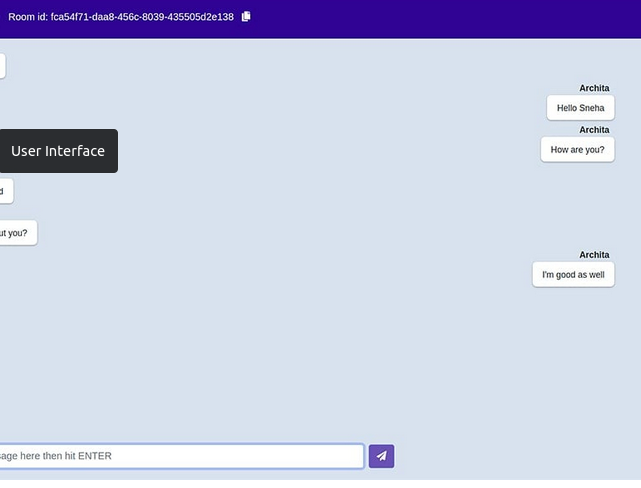 Room id: fca54f71-daa8-456c-8039-435505d2e138
Archita
Hello Sneha
Archita
How are you?
User Interface
d
ut you?
Archita
I'm good as well
sage here then hit ENTER